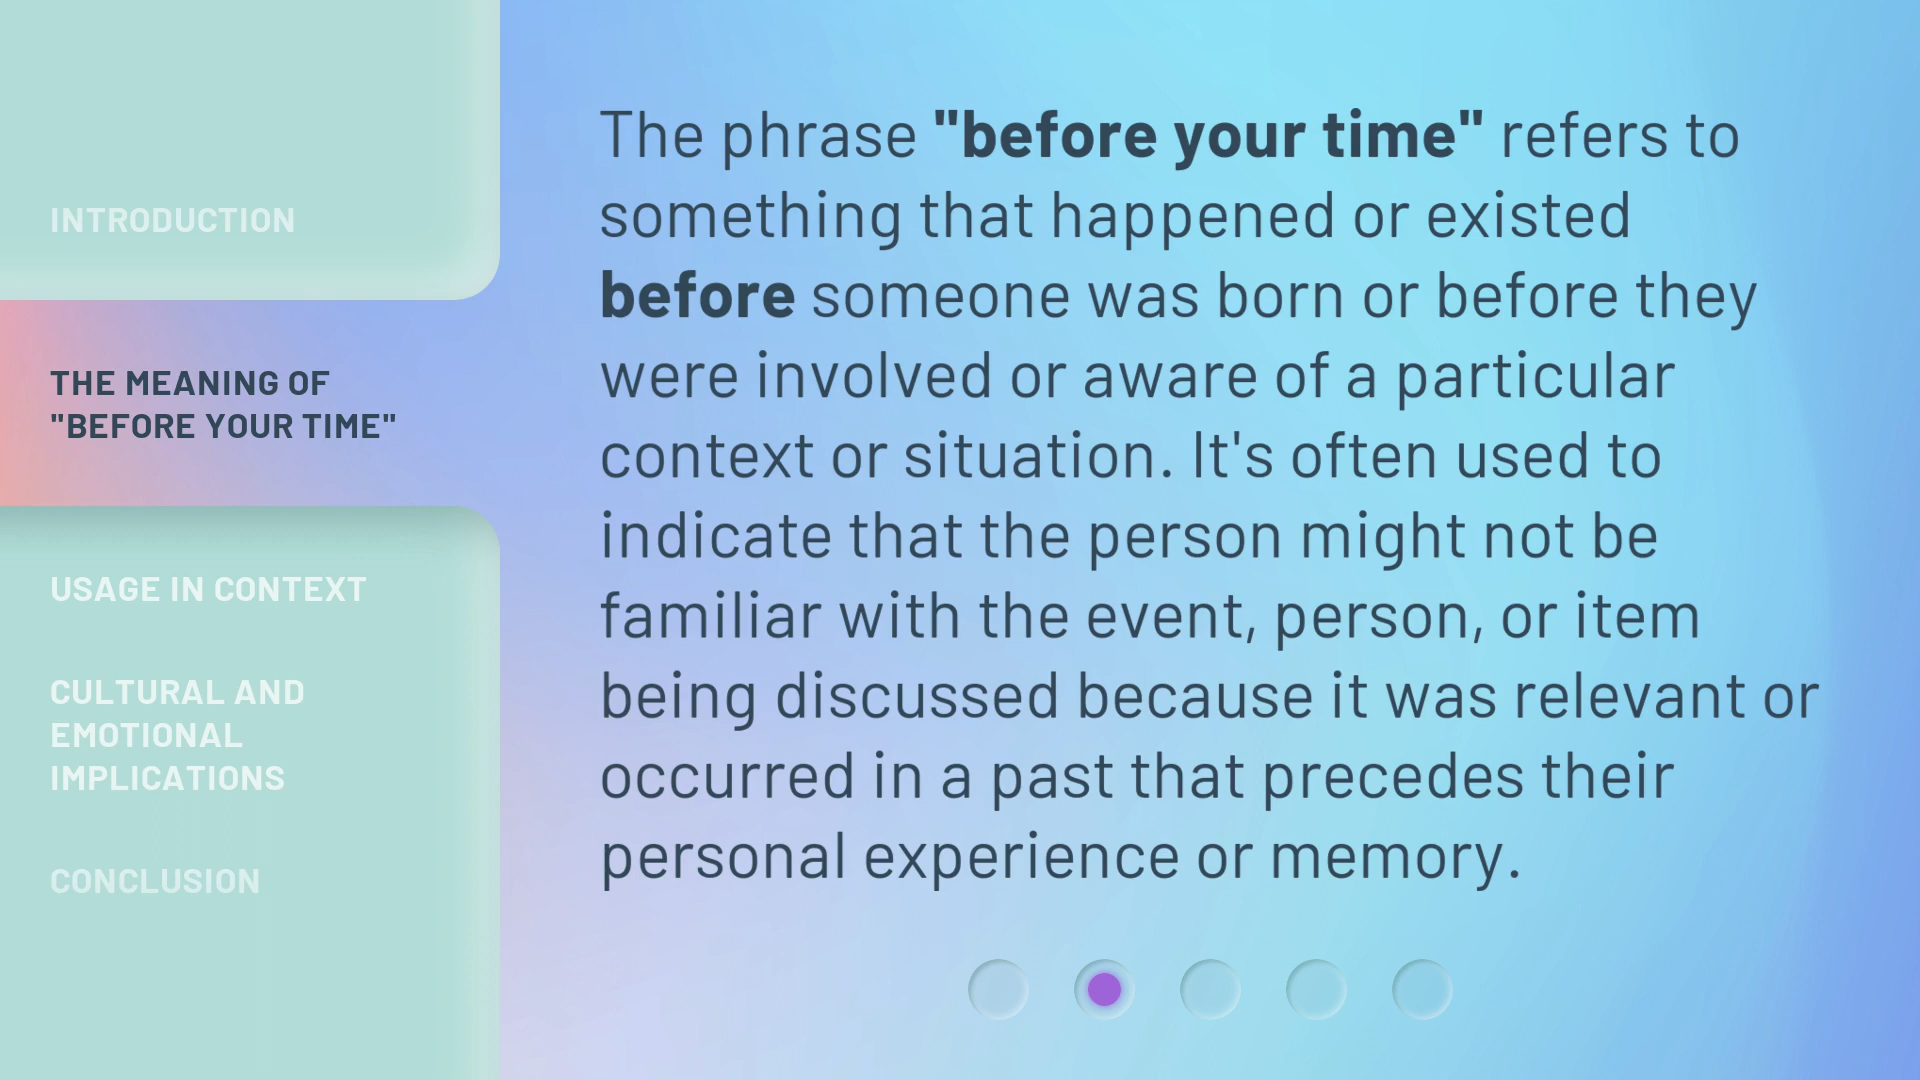 INTRODUCTION
THE MEANING OF
"BEFORE YOUR TIME"
USAGE IN CONTEXT
CULTURAL AND
EMOTIONAL
IMPLICATIONS
CONCLUSION
The phrase "before your time" refers to
something that happened or existed
before someone was born or before they
were involved or aware of a particular
context or situation. It's often used to
indicate that the person might not be
familiar with the event, person, or item
being discussed because it was relevant or
occurred in a past that precedes their
personal experience or memory.